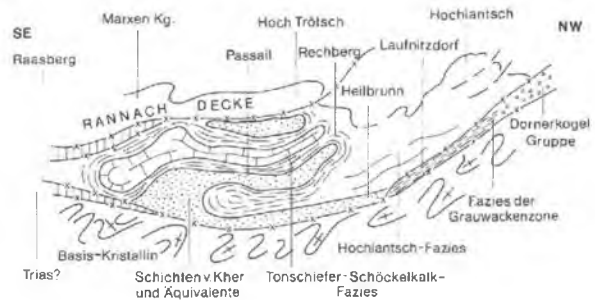 SE
Marxen Kg.
Hoch Trötsch
Hochlantsch
NW
Raasberg
Passail
Rechberg
Laufnitzdorf
Heilbrunn
RANNACH DECKE
Dornerkogel
Gruppe
Fazies der
Grauwackenzone
Basis-Kristallin
Hochlantsch-Fazies
Trias?
Schichten v. Kher
und Äquivalente
Tonschiefer-Schöckelkalk-
Fazies